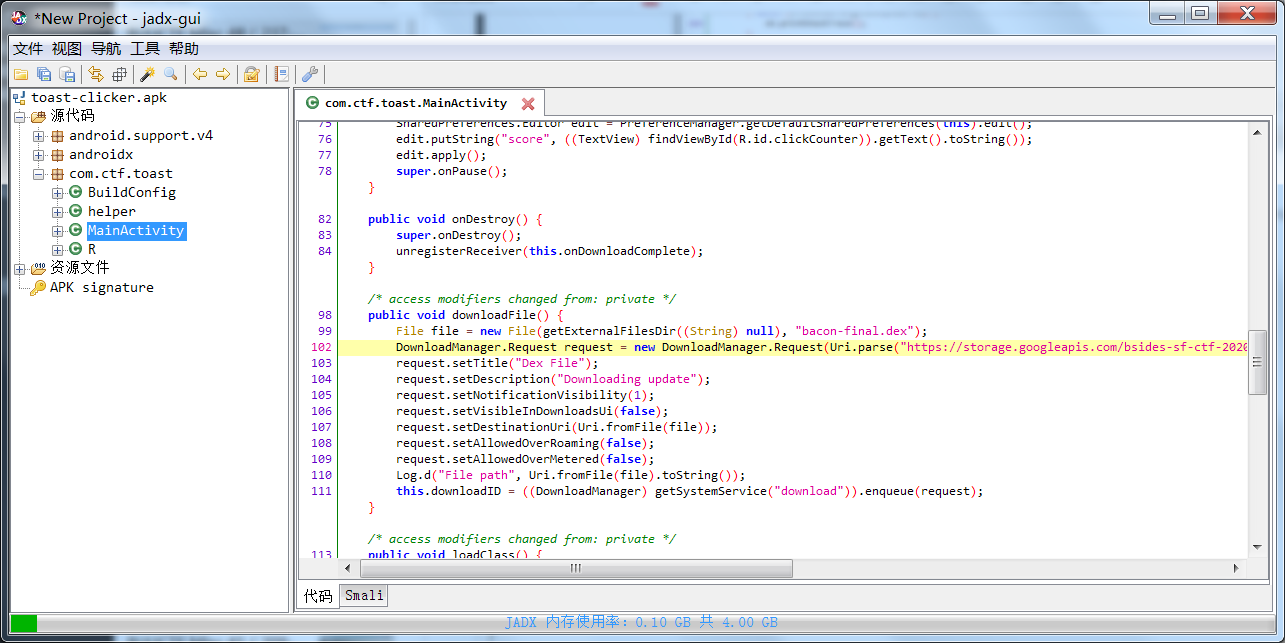 *New Project - jadx-gui
文件 视图 导航 工具 帮助
toast-clicker.apk
源代码
android.support.v4
androidx
com.ctf.toast
BuildConfig
helper
MainActivity
R
资源文件
APK signature
com.ctf.toast.MainActivity
75 SharedPreferences.Editor edit = PreferenceManager.getDefaultSharedPreferences(this).edit();
76 edit.putString("score", ((TextView) findViewById(R.id.clickCounter)).getText().toString());
77 edit.apply();
78 super.onPause();
}
82 public void onDestroy() {
83 super.onDestroy();
84 unregisterReceiver(this.onDownloadComplete);
}
/* access modifiers changed from: private */
98 public void downloadFile() {
99 File file = new File(getExternalFilesDir((String) null), "bacon-final.dex");
102 DownloadManager.Request request = new DownloadManager.Request(Uri.parse("https://storage.googleapis.com/bsides-sf-ctf-2020
103 request.setTitle("Dex File");
104 request.setDescription("Downloading update");
105 request.setNotificationVisibility(1);
106 request.setVisibleInDownloadsUi(false);
107 request.setDestinationUri(Uri.fromFile(file));
108 request.setAllowedOverRoaming(false);
109 request.setAllowedOverMetered(false);
110 Log.d("File path", Uri.fromFile(file).toString());
111 this.downloadID = ((DownloadManager) getSystemService("download")).enqueue(request);
}
/* access modifiers changed from: private */
113 public void loadClass() {
代码 Smali
JADX 内存使用率: 0.10 GB 共 4.00 GB